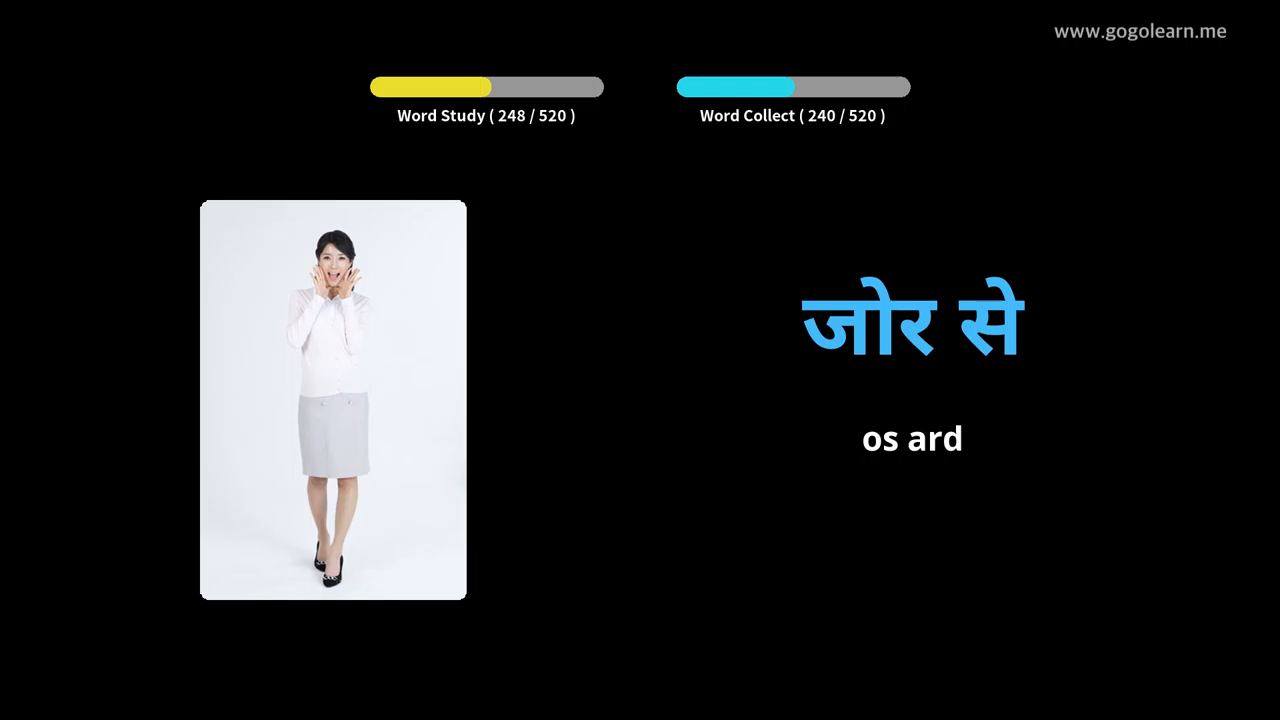 www.gogolearn.me
Word Study ( 248 / 520 )
Word Collect ( 240 / 520 )
जोर से
os ard